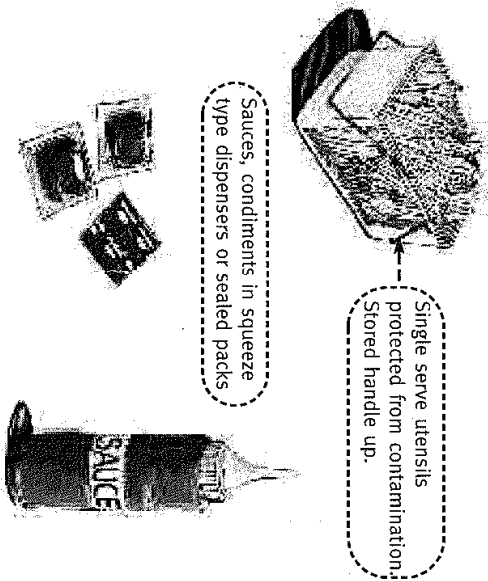 Single serve utensils
protected from contamination.
Stored handle up.
Sauces, condiments in squeeze
type dispensers or sealed packs
SAUCE